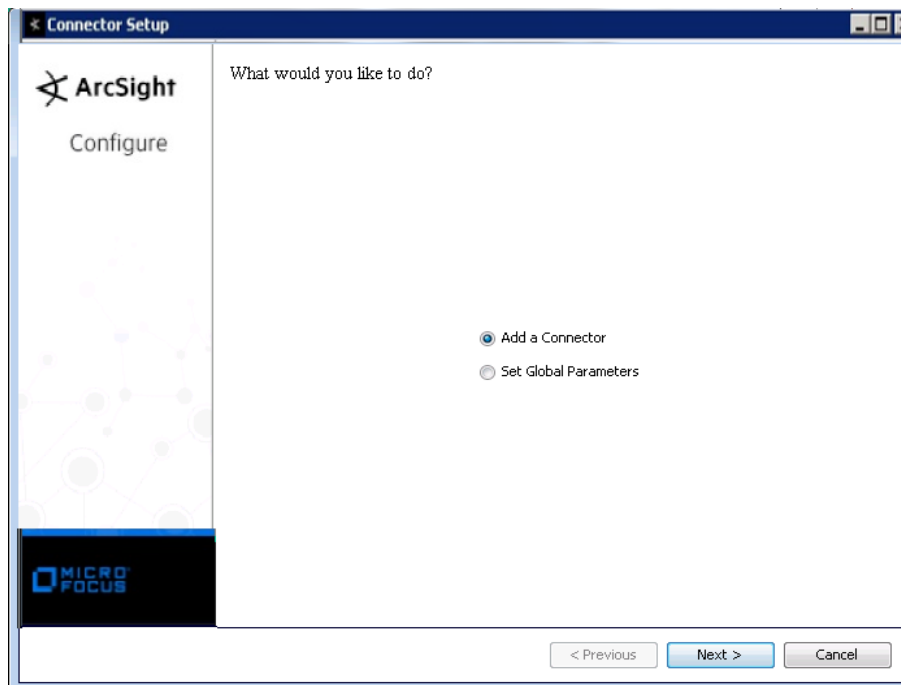 Connector Setup
ArcSight
Configure
What would you like to do?
Add a Connector
Set Global Parameters
MICRO
FOCUS
< Previous
Next >
Cancel